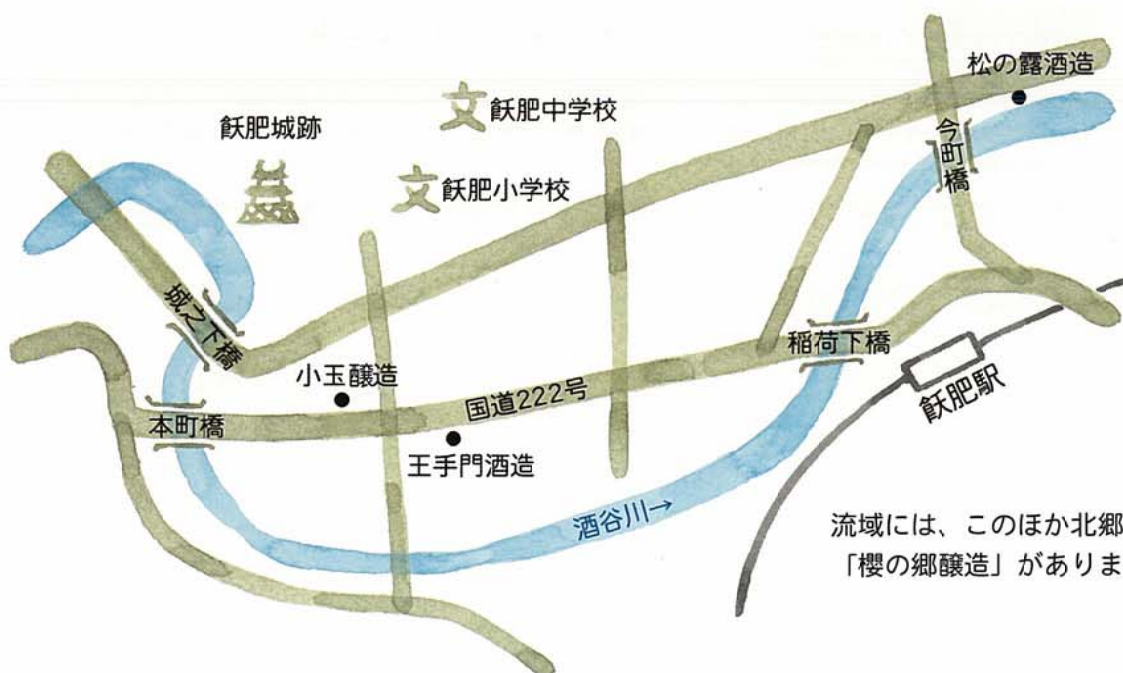 松の露酒造
飫肥中学校
飫肥城跡
今町橋
飫肥小学校
城之下橋
稲荷下橋
小玉醸造
国道222号
飫肥駅
本町橋
王手門酒造
酒谷川→
流域には、このほか北郷
「櫻の郷醸造」がありま